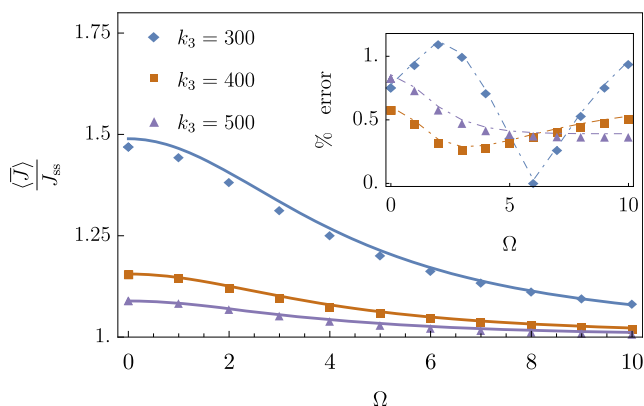 1.75
1.5
1.25
1.
0 2 4 6 8 10
Ω
⟨J̅⟩
J_ss
k₃ = 300
k₃ = 400
k₃ = 500
1.
0.5
0.
0 5 10
Ω
% error